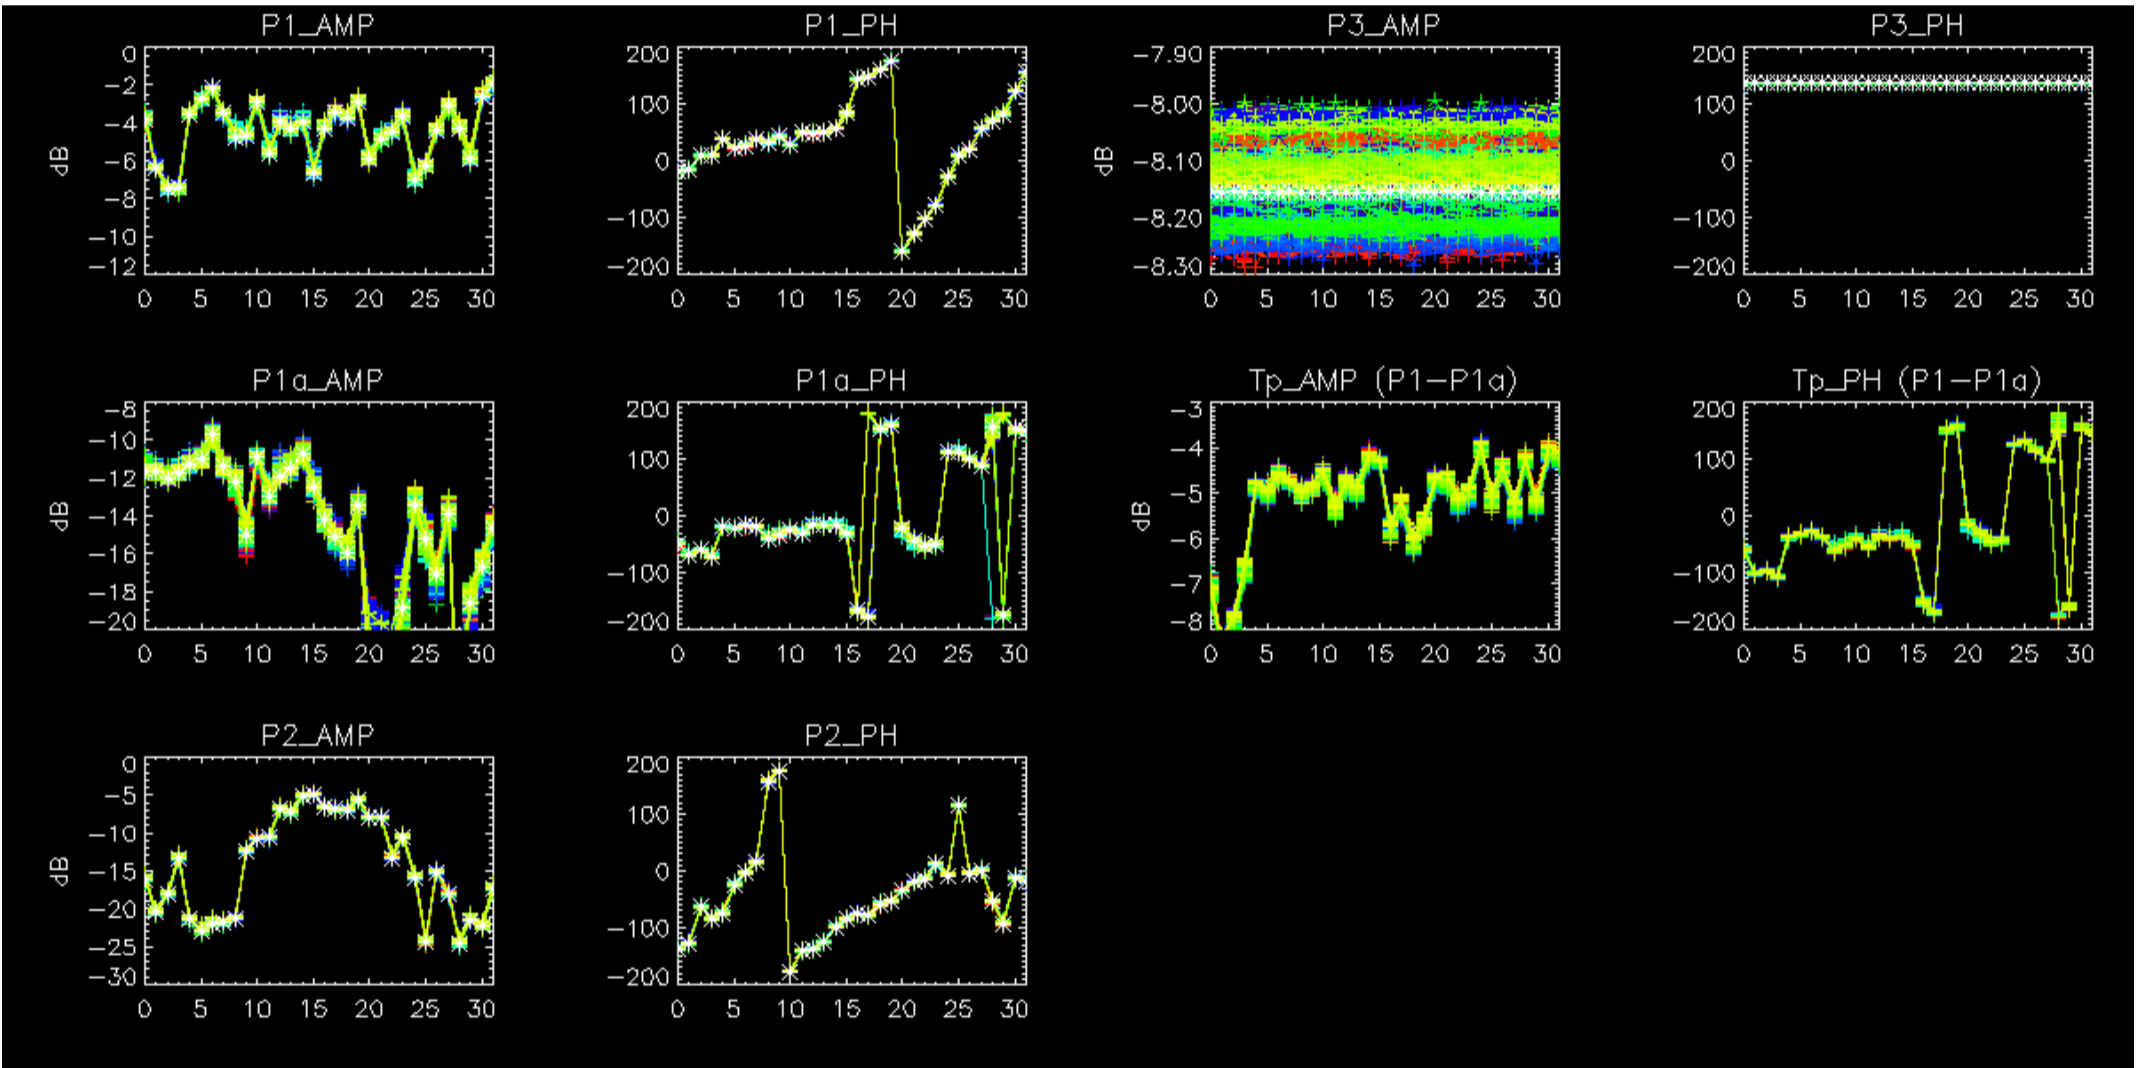 P1_AMP P1_PH P3_AMP P3_PH
0 200 −7.90 200
−2 100 −8.00 100
−4 0 −8.10 0
−6 −100 −8.20 −100
−8 −200 −8.30 −200
−10
−12
dB dB
0 5 10 15 20 25 30 0 5 10 15 20 25 30 0 5 10 15 20 25 30 0 5 10 15 20 25 30
P1a_AMP P1a_PH Tp_AMP (P1−P1a) Tp_PH (P1−P1a)
−8 200 −3 200
−10 100 −4 100
−12 0 −5 0
−14 −100 −6 −100
−16 −200 −7 −200
−18 −8
−20
dB dB
0 5 10 15 20 25 30 0 5 10 15 20 25 30 0 5 10 15 20 25 30 0 5 10 15 20 25 30
P2_AMP P2_PH
0 200
−5 100
−10 0
−15 −100
−20 −200
−25
−30
dB
0 5 10 15 20 25 30 0 5 10 15 20 25 30